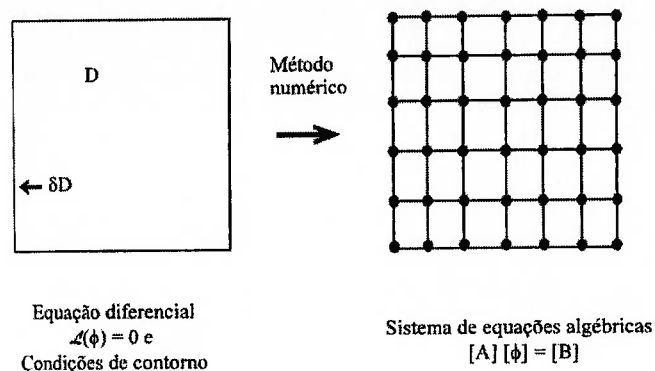 D
δD
Método
numérico
Equação diferencial
ℒ(ϕ) = 0 e
Condições de contorno
Sistema de equações algébricas
[A] [ϕ] = [B]